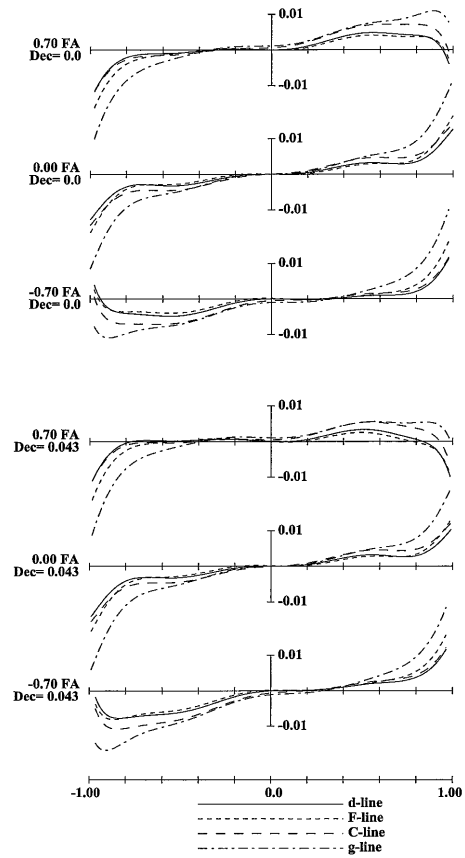 0.01
0.70 FA
Dec= 0.0
-0.01
0.01
0.00 FA
Dec= 0.0
-0.01
0.01
-0.70 FA
Dec= 0.0
-0.01
0.01
0.70 FA
Dec= 0.043
-0.01
0.01
0.00 FA
Dec= 0.043
-0.01
0.01
-0.70 FA
Dec= 0.043
-0.01
-1.00 0.0 1.00
d-line
F-line
C-line
g-line